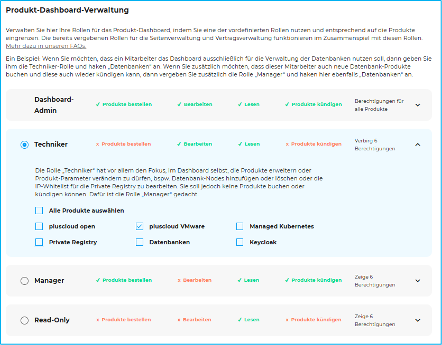 Produkt-Dashboard-Verwaltung
Verwalten Sie hier Ihre Rollen für das Produkt-Dashboard, indem Sie eine der vordefinierten Rollen nutzen und entsprechend auf die Produkte
eingrenzen. Die bereits vergebenen Rollen für die Seitenverwaltung und Vertragsverwaltung funktionieren im Zusammenspiel mit diesen Rollen.
Mehr dazu in unseren FAQs.
Ein Beispiel: Wenn Sie möchten, dass ein Mitarbeiter das Dashboard ausschließlich für die Verwaltung der Datenbanken nutzen soll, dann geben Sie
ihm die Techniker-Rolle und haken „Datenbanken" an. Wenn Sie zusätzlich möchten, dass dieser Mitarbeiter auch neue Datenbank-Produkte
buchen und diese auch wieder kündigen kann, dann vergeben Sie zusätzlich die Rolle „Manager" und haken hier ebenfalls „Datenbanken" an.
Dashboard-Admin ✓ Produkte bestellen ✓ Bearbeiten ✓ Lesen ✓ Produkte kündigen Berechtigungen für alle Produkte
Techniker x Produkte bestellen ✓ Bearbeiten ✓ Lesen x Produkte kündigen Verberg 6 Berechtigungen
Die Rolle „Techniker" hat vor allem den Fokus, im Dashboard selbst, die Produkte erweitern oder
Produkt-Parameter verändern zu dürfen, bspw. Datenbank-Nodes hinzufügen oder löschen oder die
IP-Whitelist für die Private Registry zu bearbeiten. Sie soll jedoch keine Produkte buchen oder
kündigen können. Dafür ist die Rolle „Manager" gedacht.
Alle Produkte auswählen
pluscloud open pluscloud VMware Managed Kubernetes
Private Registry Datenbanken Keycloak
Manager ✓ Produkte bestellen x Bearbeiten ✓ Lesen ✓ Produkte kündigen Zeige 6 Berechtigungen
Read-Only x Produkte bestellen x Bearbeiten ✓ Lesen x Produkte kündigen Zeige 6 Berechtigungen